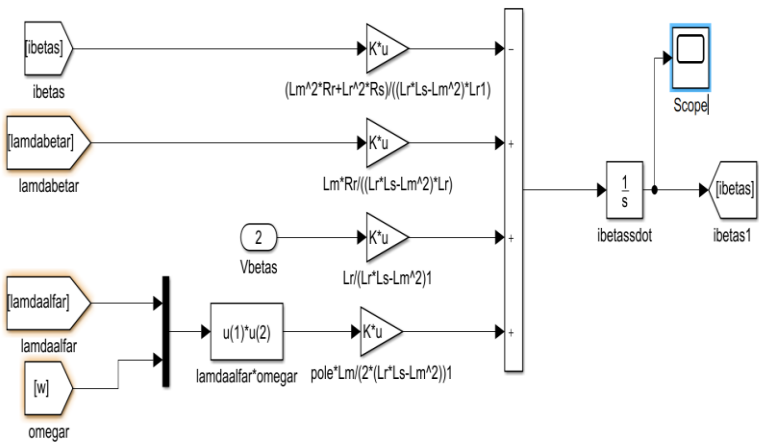 [ibetas]
ibetas
K*u
(Lm^2*Rr+Lr^2*Rs)/((Lr*Ls-Lm^2)*Lr1)
−
Scope
[lamdabetar]
lamdabetar
K*u
Lm*Rr/((Lr*Ls-Lm^2)*Lr)
+
1
s
ibetassdot
[ibetas]
ibetas1
2
Vbetas
K*u
Lr/(Lr*Ls-Lm^2)1
+
[lamdaalfar]
lamdaalfar
u(1)*u(2)
lamdaalfar*omegar
K*u
pole*Lm/(2*(Lr*Ls-Lm^2))1
+
[w]
omegar